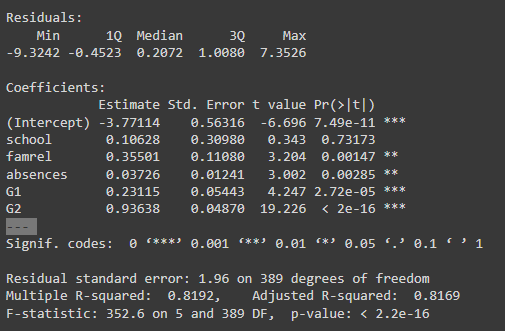 Residuals:
    Min      1Q  Median      3Q     Max
-9.3242 -0.4523  0.2072  1.0080  7.3526
Coefficients:
            Estimate Std. Error t value Pr(>|t|)
(Intercept) -3.77114    0.56316  -6.696 7.49e-11 ***
school       0.10628    0.30980   0.343  0.73173
famrel       0.35501    0.11080   3.204  0.00147 **
absences     0.03726    0.01241   3.002  0.00285 **
G1           0.23115    0.05443   4.247 2.72e-05 ***
G2           0.93638    0.04870  19.226  < 2e-16 ***
---
Signif. codes:  0 ‘***’ 0.001 ‘**’ 0.01 ‘*’ 0.05 ‘.’ 0.1 ‘ ’ 1
Residual standard error: 1.96 on 389 degrees of freedom
Multiple R-squared:  0.8192,    Adjusted R-squared:  0.8169
F-statistic: 352.6 on 5 and 389 DF,  p-value: < 2.2e-16